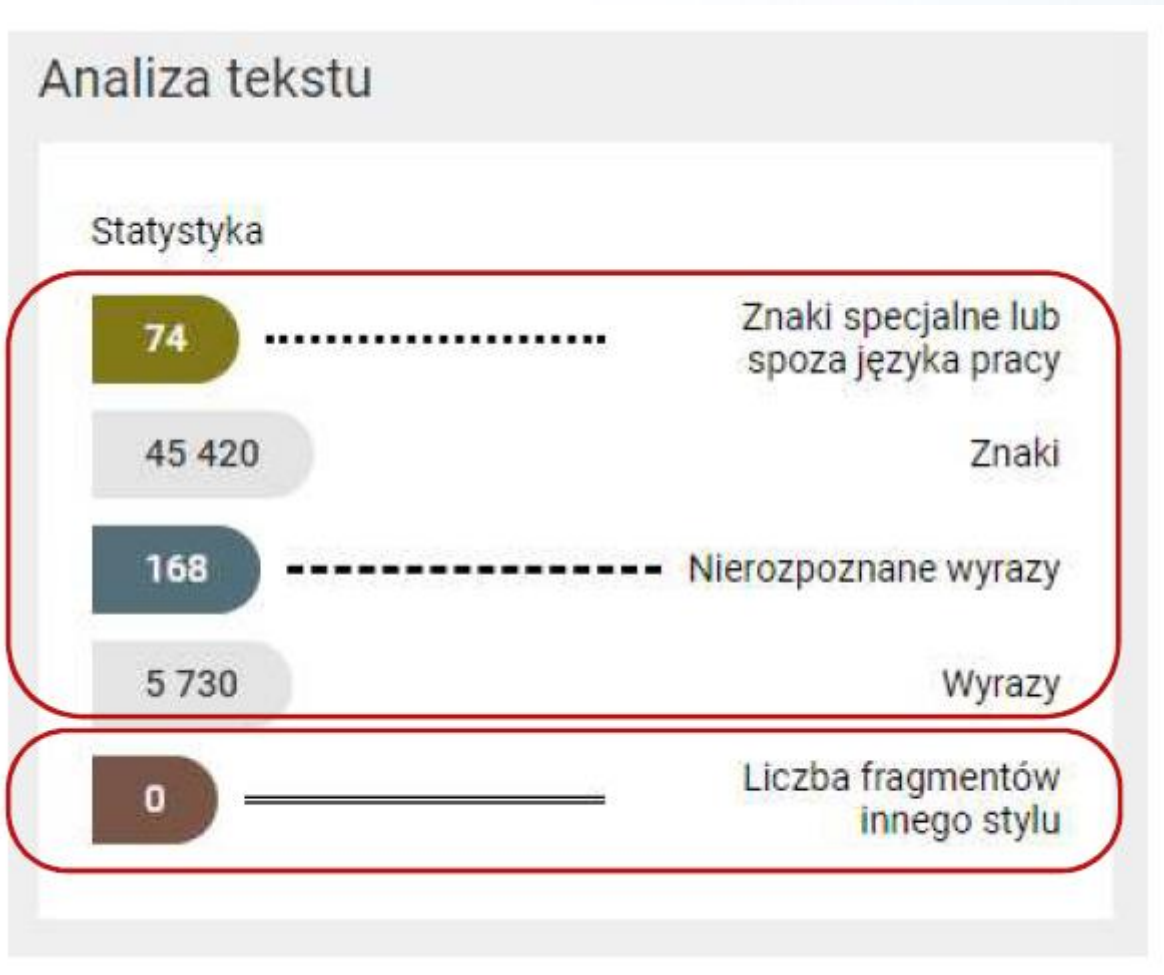 Analiza tekstu
Statystyka
74 Znaki specjalne lub
spoza języka pracy
45 420 Znaki
168 Nierozpoznane wyrazy
5 730 Wyrazy
0 Liczba fragmentów
innego stylu